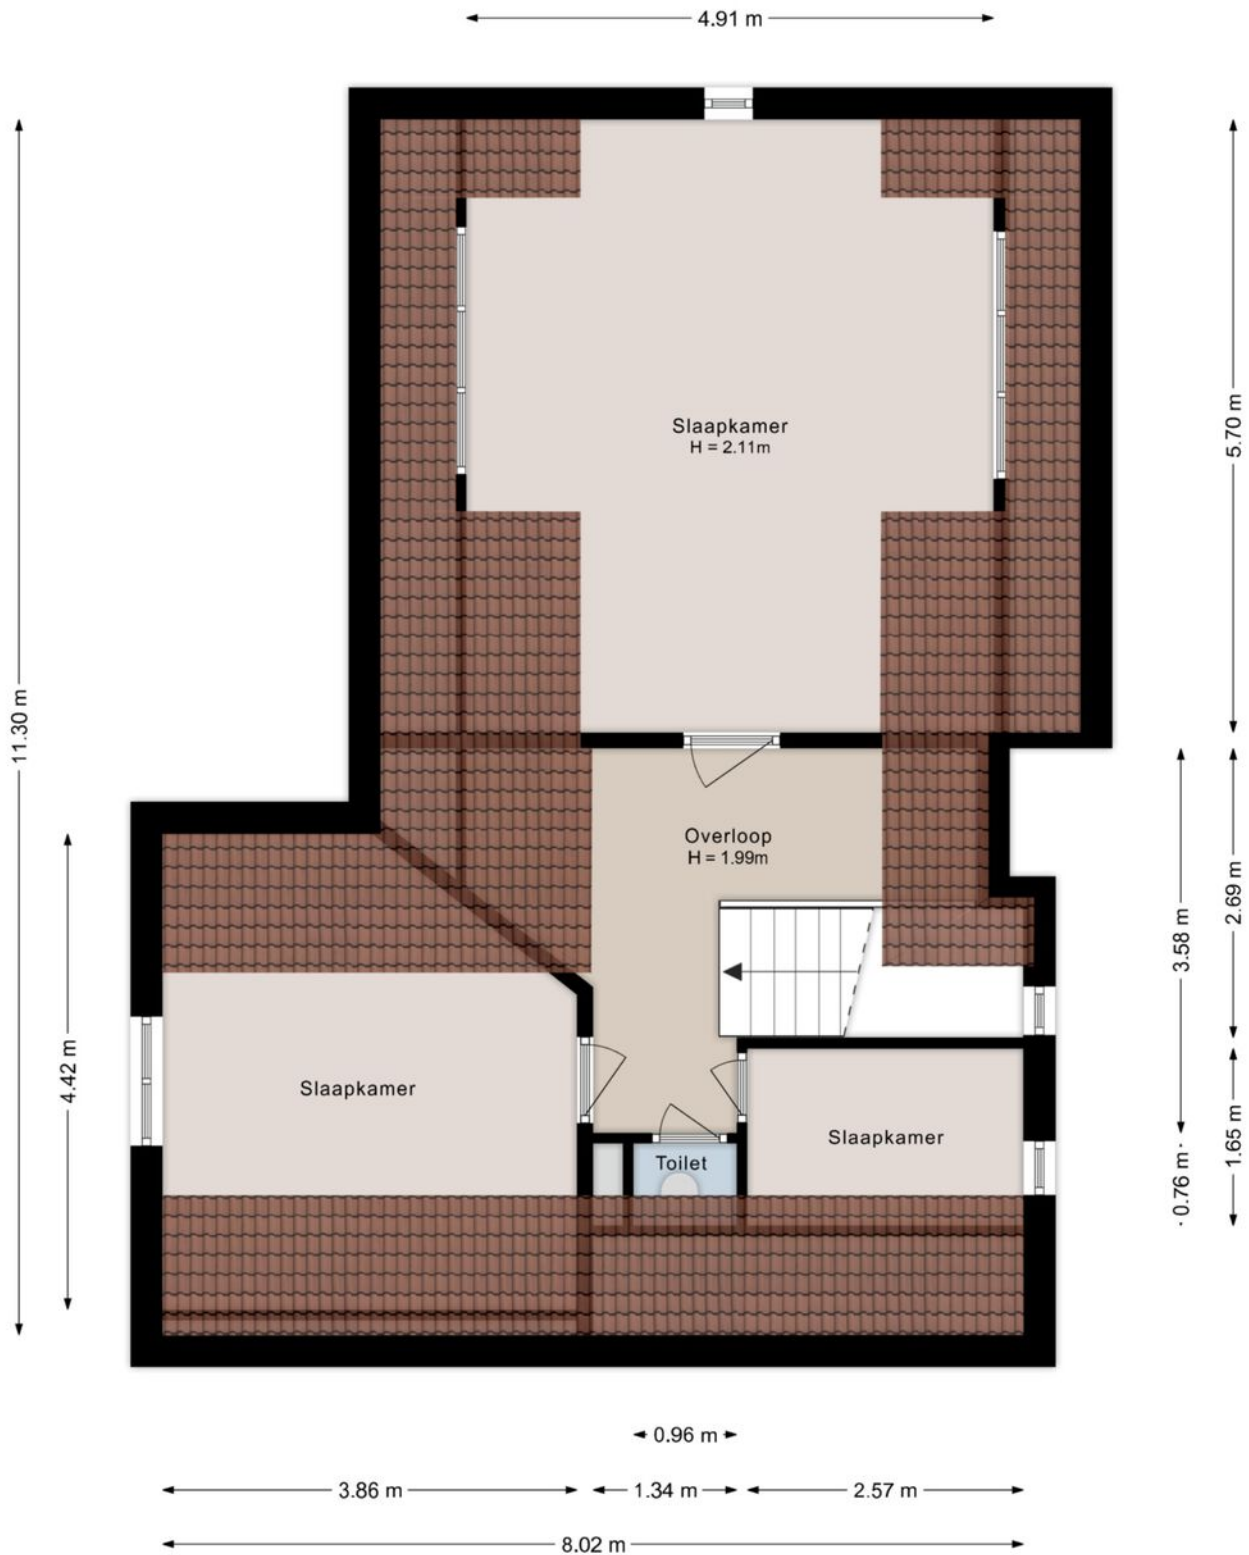 4.91 m
5.70 m
Slaapkamer
H = 2.11m
11.30 m
Overloop
H = 1.99m
2.69 m
3.58 m
4.42 m
Slaapkamer
Slaapkamer
1.65 m
Toilet
0.76 m
0.96 m
3.86 m
1.34 m
2.57 m
8.02 m